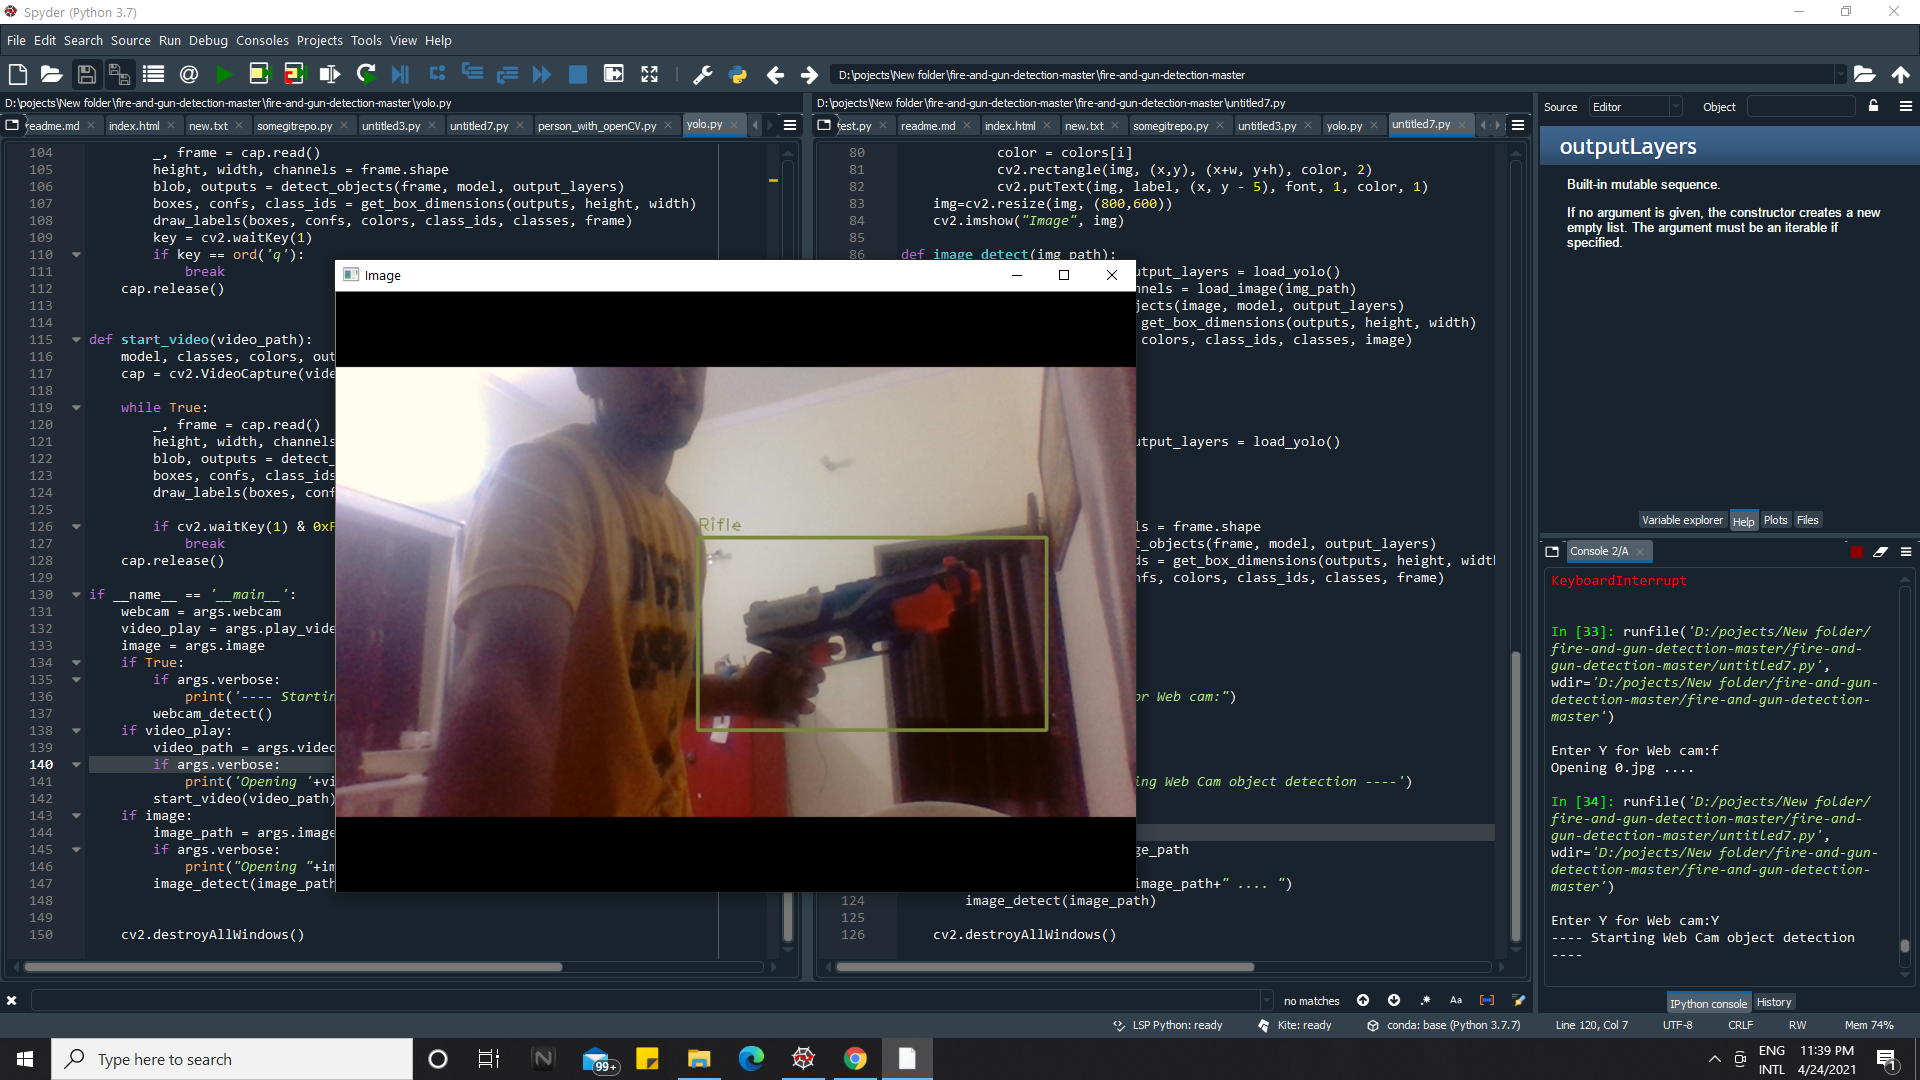 Spyder (Python 3.7)
File Edit Search Source Run Debug Consoles Projects Tools View Help
D:\pojects\New folder\fire-and-gun-detection-master\fire-and-gun-detection-master
D:\pojects\New folder\fire-and-gun-detection-master\fire-and-gun-detection-master\yolo.py
readme.md index.html new.txt somegitrepo.py untitled3.py untitled7.py person_with_openCV.py yolo.py
104 _, frame = cap.read()
105 height, width, channels = frame.shape
106 blob, outputs = detect_objects(frame, model, output_layers)
107 boxes, confs, class_ids = get_box_dimensions(outputs, height, width)
108 draw_labels(boxes, confs, colors, class_ids, classes, frame)
109 key = cv2.waitKey(1)
110 if key == ord('q'):
111 break
112 cap.release()
113
114
115 def start_video(video_path):
116 model, classes, colors, out
117 cap = cv2.VideoCapture(vide
118
119 while True:
120 _, frame = cap.read()
121 height, width, channels
122 blob, outputs = detect_
123 boxes, confs, class_ids
124 draw_labels(boxes, conf
125
126 if cv2.waitKey(1) & 0xF
127 break
128 cap.release()
129
130 if __name__ == '__main__':
131 webcam = args.webcam
132 video_play = args.play_vide
133 image = args.image
134 if True:
135 if args.verbose:
136 print('---- Startin
137 webcam_detect()
138 if video_play:
139 video_path = args.videc
140 if args.verbose:
141 print('Opening '+vi
142 start_video(video_path)
143 if image:
144 image_path = args.image
145 if args.verbose:
146 print("Opening "+im
147 image_detect(image_path
148
149
150 cv2.destroyAllWindows()
D:\pojects\New folder\fire-and-gun-detection-master\fire-and-gun-detection-master\untitled7.py
test.py readme.md index.html new.txt somegitrepo.py untitled3.py yolo.py untitled7.py
80 color = colors[i]
81 cv2.rectangle(img, (x,y), (x+w, y+h), color, 2)
82 cv2.putText(img, label, (x, y - 5), font, 1, color, 1)
83 img=cv2.resize(img, (800,600))
84 cv2.imshow("Image", img)
85
86 def image_detect(img_path):
utput_layers = load_yolo()
nels = load_image(img_path)
jects(image, model, output_layers)
get_box_dimensions(outputs, height, width)
colors, class_ids, classes, image)
utput_layers = load_yolo()
ls = frame.shape
t_objects(frame, model, output_layers)
ds = get_box_dimensions(outputs, height, widt
nfs, colors, class_ids, classes, frame)
or Web cam:")
ing Web Cam object detection ----')
ge_path
image_path+" .... ")
124 image_detect(image_path)
125
126 cv2.destroyAllWindows()
Image
Rifle
Source Editor Object
outputLayers
Built-in mutable sequence.
If no argument is given, the constructor creates a new
empty list. The argument must be an iterable if
specified.
Variable explorer Help Plots Files
Console 2/A
KeyboardInterrupt
In [33]: runfile('D:/pojects/New folder/
fire-and-gun-detection-master/fire-and-
gun-detection-master/untitled7.py',
wdir='D:/pojects/New folder/fire-and-gun-
detection-master/fire-and-gun-detection-
master')
Enter Y for Web cam:f
Opening 0.jpg ....
In [34]: runfile('D:/pojects/New folder/
fire-and-gun-detection-master/fire-and-
gun-detection-master/untitled7.py',
wdir='D:/pojects/New folder/fire-and-gun-
detection-master/fire-and-gun-detection-
master')
Enter Y for Web cam:Y
---- Starting Web Cam object detection
----
IPython console History
no matches Aa
LSP Python: ready Kite: ready conda: base (Python 3.7.7) Line 120, Col 7 UTF-8 CRLF RW Mem 74%
Type here to search
99+
ENG 11:39 PM
INTL 4/24/2021
1